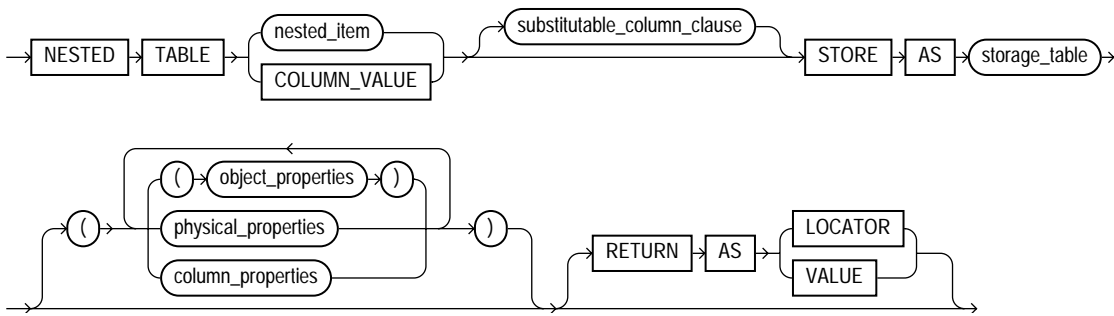 nested_item
substitutable_column_clause
NESTED TABLE STORE AS storage_table
COLUMN_VALUE
( object_properties )
( physical_properties ) RETURN AS LOCATOR
column_properties VALUE